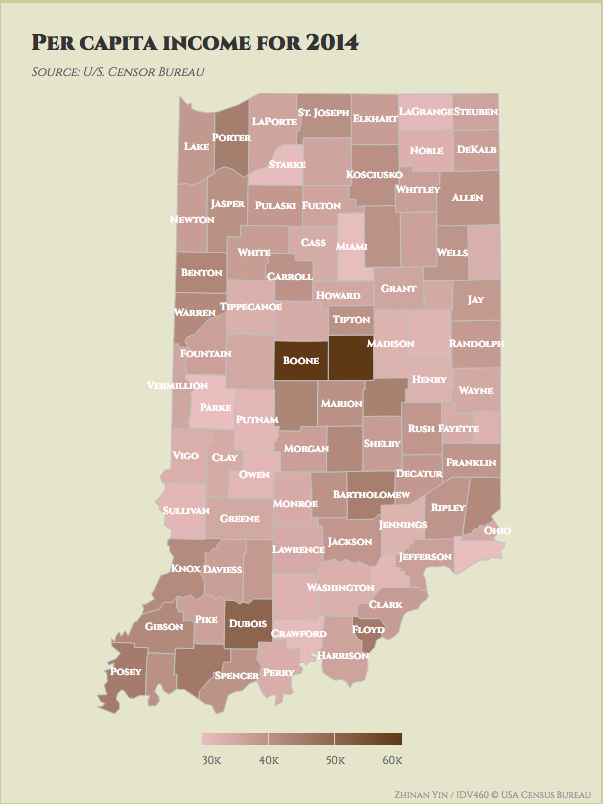 Per capita income for 2014
Source: U/S. Censor Bureau
LaPorte St. Joseph Elkhart LaGrange Steuben
Lake Porter Starke Noble DeKalb
Kosciusko Whitley Allen
Newton Jasper Pulaski Fulton
White Cass Miami Wells
Benton Carroll
Warren Tippecanoe Howard Grant Jay
Tipton
Fountain Boone Madison Randolph
Vermillion Henry Wayne
Parke Putnam Marion
Rush Fayette
Vigo Clay Morgan Shelby Franklin
Owen Decatur
Sullivan Greene Monroe Bartholomew Ripley
Jennings Ohio
Lawrence Jackson Jefferson
Knox Daviess Washington
Clark
Gibson Pike Dubois Crawford Floyd
Harrison
Posey Spencer Perry
30K 40K 50K 60K
Zhinan Yin / IDV460 © USA Census Bureau